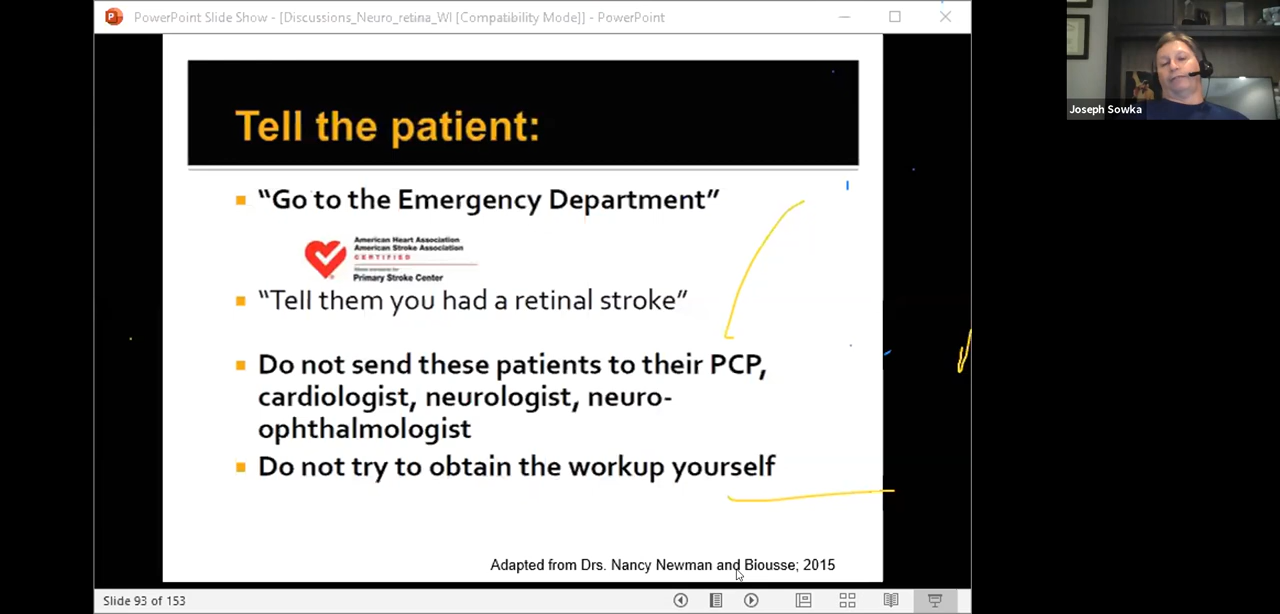 PowerPoint Slide Show - [Discussions_Neuro_retina_WI [Compatibility Mode]] - PowerPoint
Joseph Sowka
Tell the patient:
“Go to the Emergency Department”
American Heart Association
American Stroke Association
CERTIFIED
Primary Stroke Center
“Tell them you had a retinal stroke”
Do not send these patients to their PCP,
cardiologist, neurologist, neuro-
ophthalmologist
Do not try to obtain the workup yourself
Adapted from Drs. Nancy Newman and Biousse; 2015
Slide 93 of 153